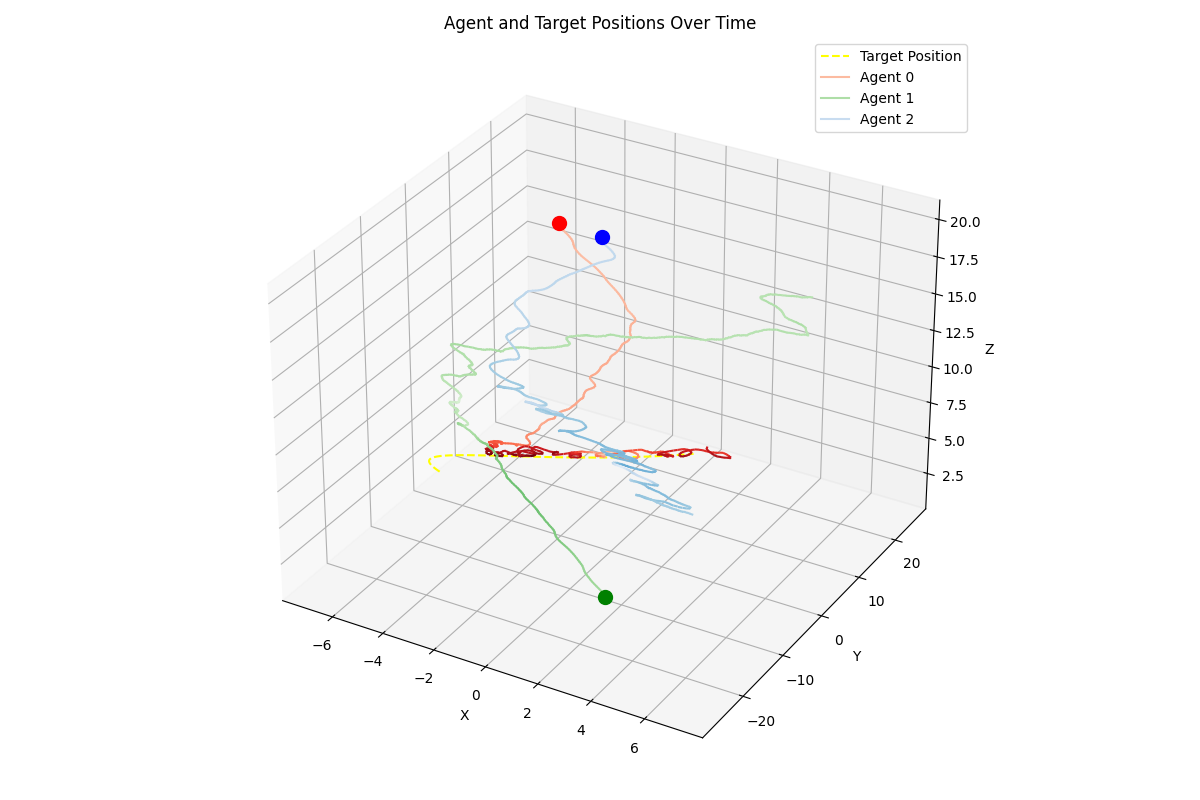 Agent and Target Positions Over Time
Target Position
Agent 0
Agent 1
Agent 2
20.0
17.5
15.0
12.5
10.0
7.5
5.0
2.5
Z
20
10
0
−10
−20
Y
−6
−4
−2
0
2
4
6
X